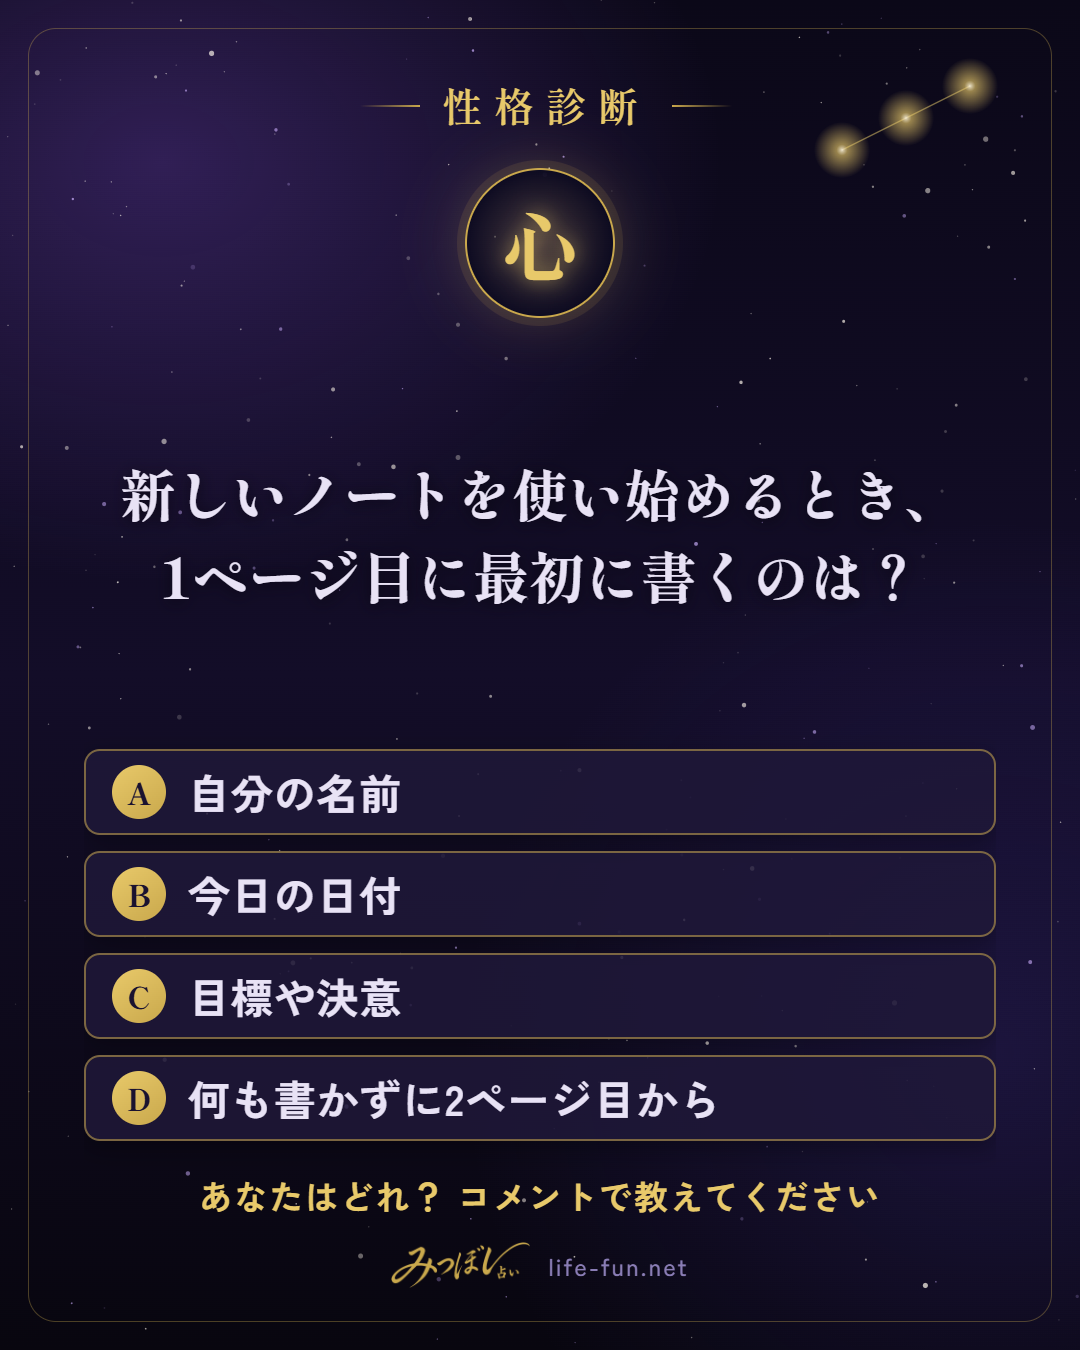 性格診断
心
新しいノートを使い始めるとき、
1ページ目に最初に書くのは？
A 自分の名前
B 今日の日付
C 目標や決意
D 何も書かずに2ページ目から
あなたはどれ？ コメントで教えてください
みつぼし占い life-fun.net